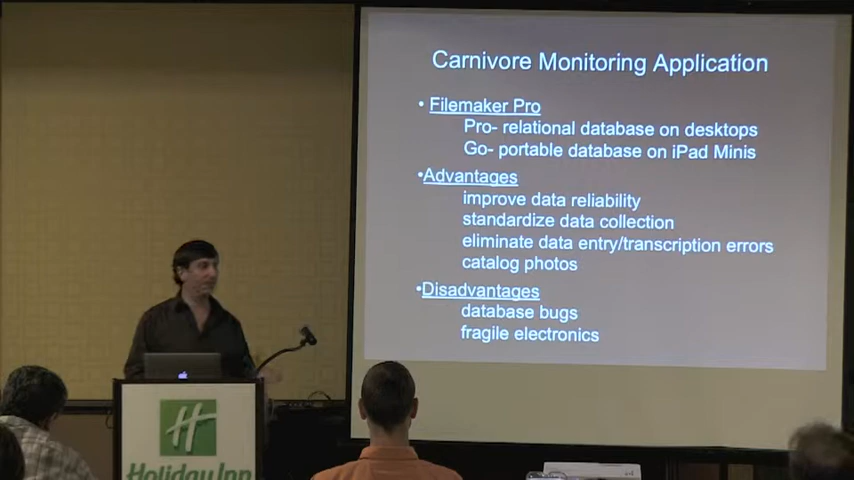 Carnivore Monitoring Application
• Filemaker Pro
Pro- relational database on desktops
Go- portable database on iPad Minis
•Advantages
improve data reliability
standardize data collection
eliminate data entry/transcription errors
catalog photos
•Disadvantages
database bugs
fragile electronics
H
Holiday Inn